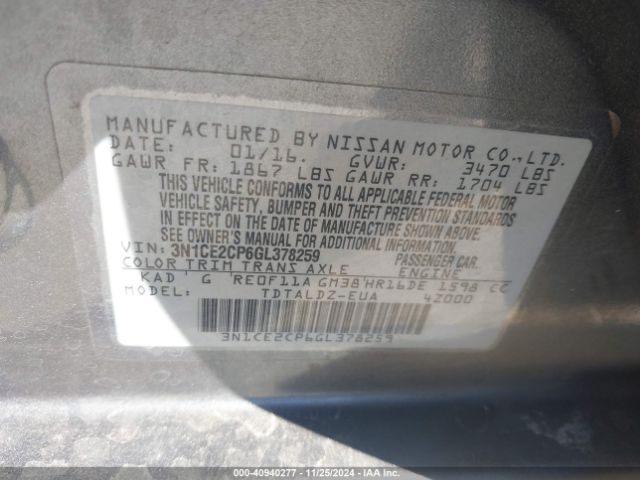 MANUFACTURED BY NISSAN MOTOR CO., LTD.
DATE: 01/16. GVWR: 3470 LBS
GAWR FR: 1867 LBS GAWR RR: 1704 LBS
THIS VEHICLE CONFORMS TO ALL APPLICABLE FEDERAL MOTOR
VEHICLE SAFETY, BUMPER AND THEFT PREVENTION STANDARDS
IN EFFECT ON THE DATE OF MANUFACTURE SHOWN ABOVE.
SEE OWNER'S MANUAL FOR ADDITIONAL INFORMATION.
VIN: 3N1CE2CP6GL378259 PASSENGER CAR
COLOR TRIM TRANS AXLE ENGINE
KAD G RE0F11A GM38 HR16DE 1598 CC
TDTALDZ-EUA 4Z000
3N1CE2CP6GL378259
000-40940277 - 11/25/2024 - IAA Inc.